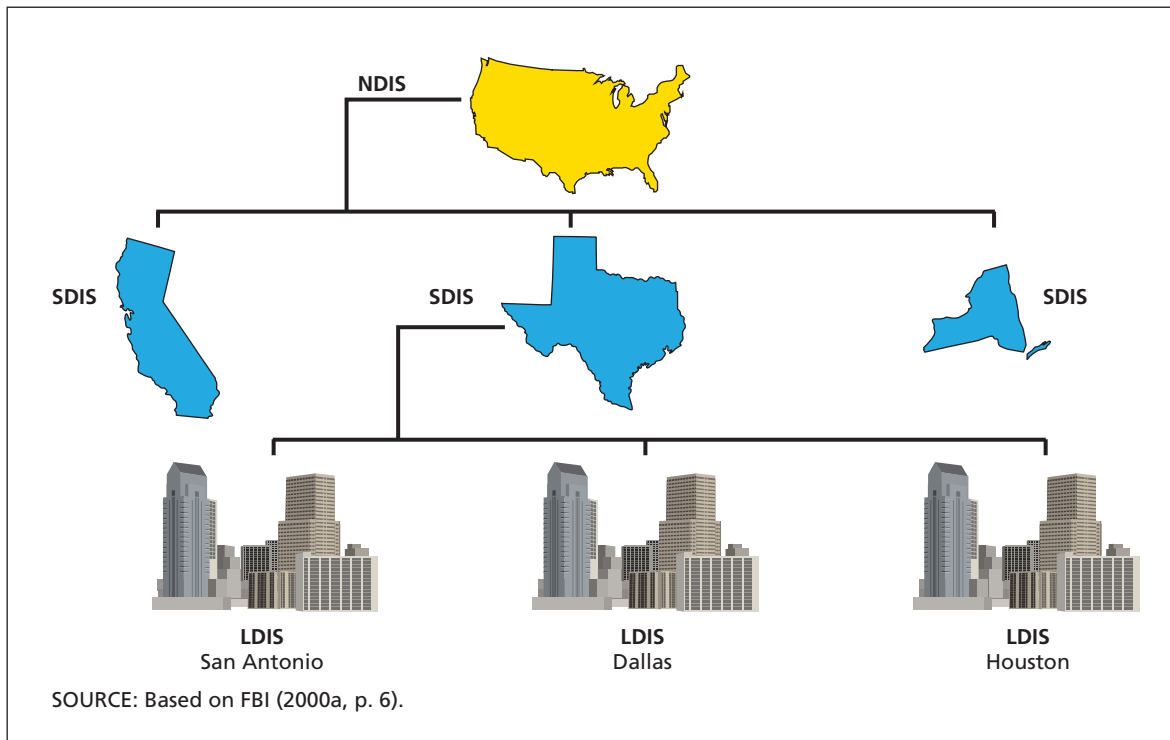 NDIS
SDIS
SDIS
SDIS
LDIS
San Antonio
LDIS
Dallas
LDIS
Houston
SOURCE: Based on FBI (2000a, p. 6).